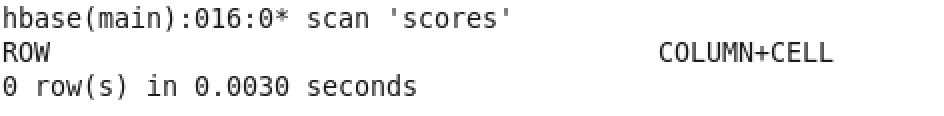 hbase(main):016:0* scan 'scores'
ROW COLUMN+CELL
0 row(s) in 0.0030 seconds